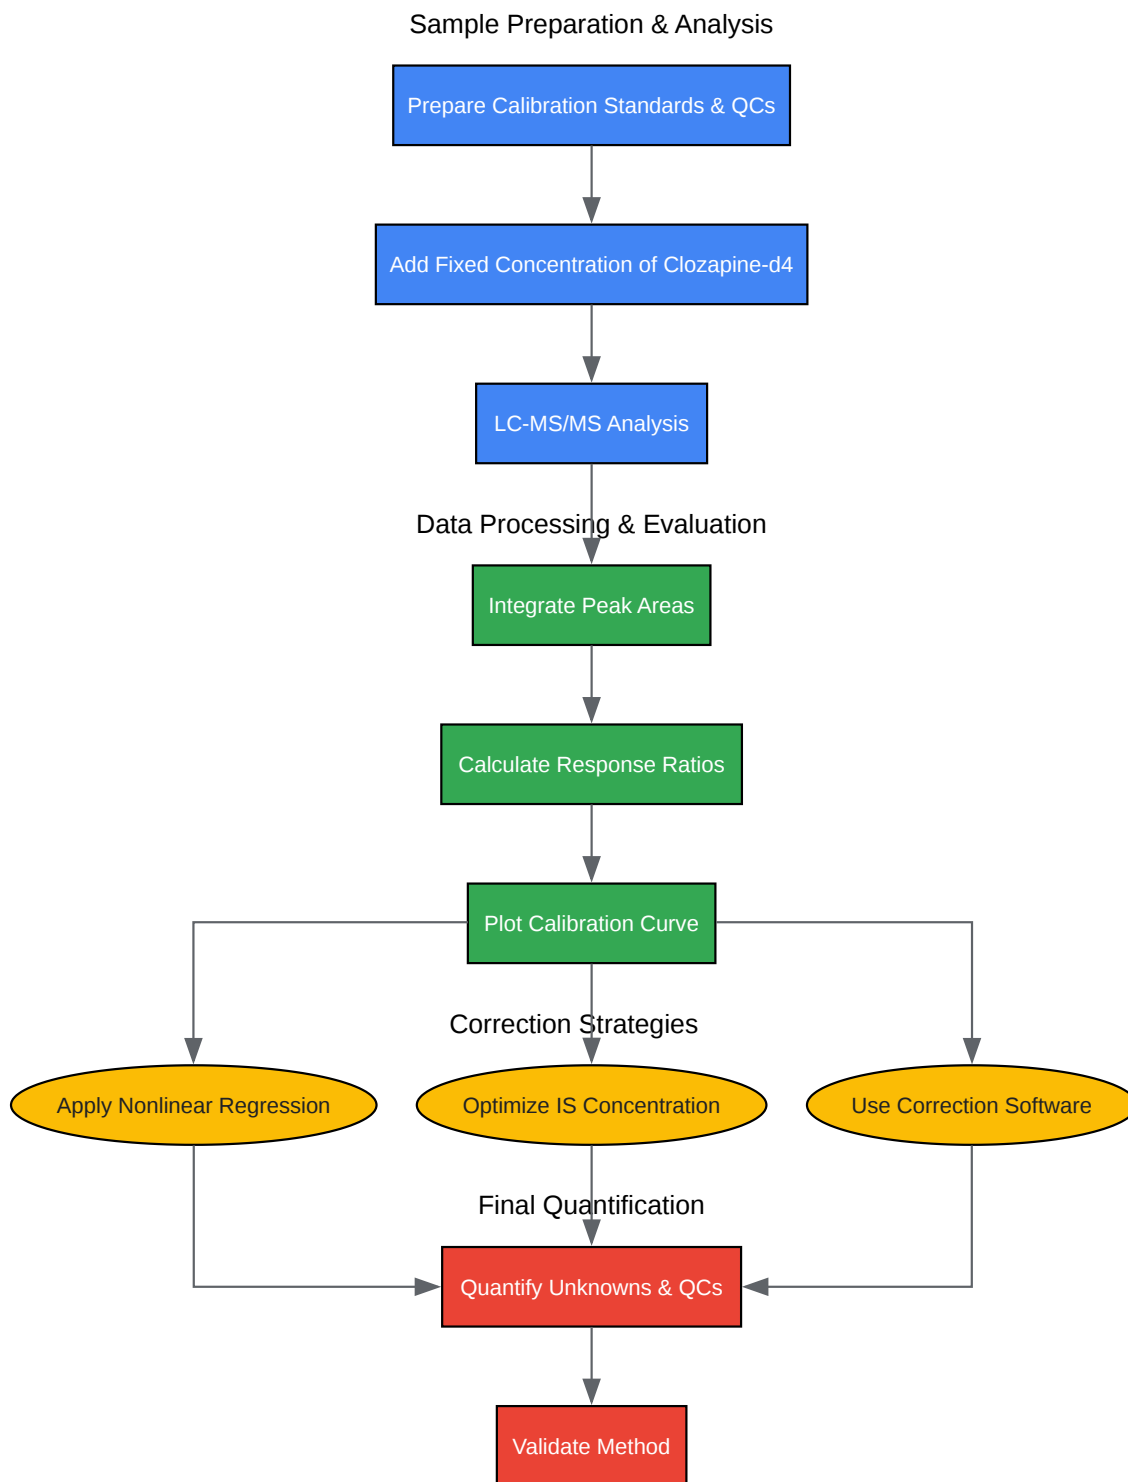 Sample Preparation & Analysis
Prepare Calibration Standards & QCs
Add Fixed Concentration of Clozapine-d4
LC-MS/MS Analysis
Data Processing & Evaluation
Integrate Peak Areas
Calculate Response Ratios
Plot Calibration Curve
Correction Strategies
Apply Nonlinear Regression
Optimize IS Concentration
Use Correction Software
Final Quantification
Quantify Unknowns & QCs
Validate Method